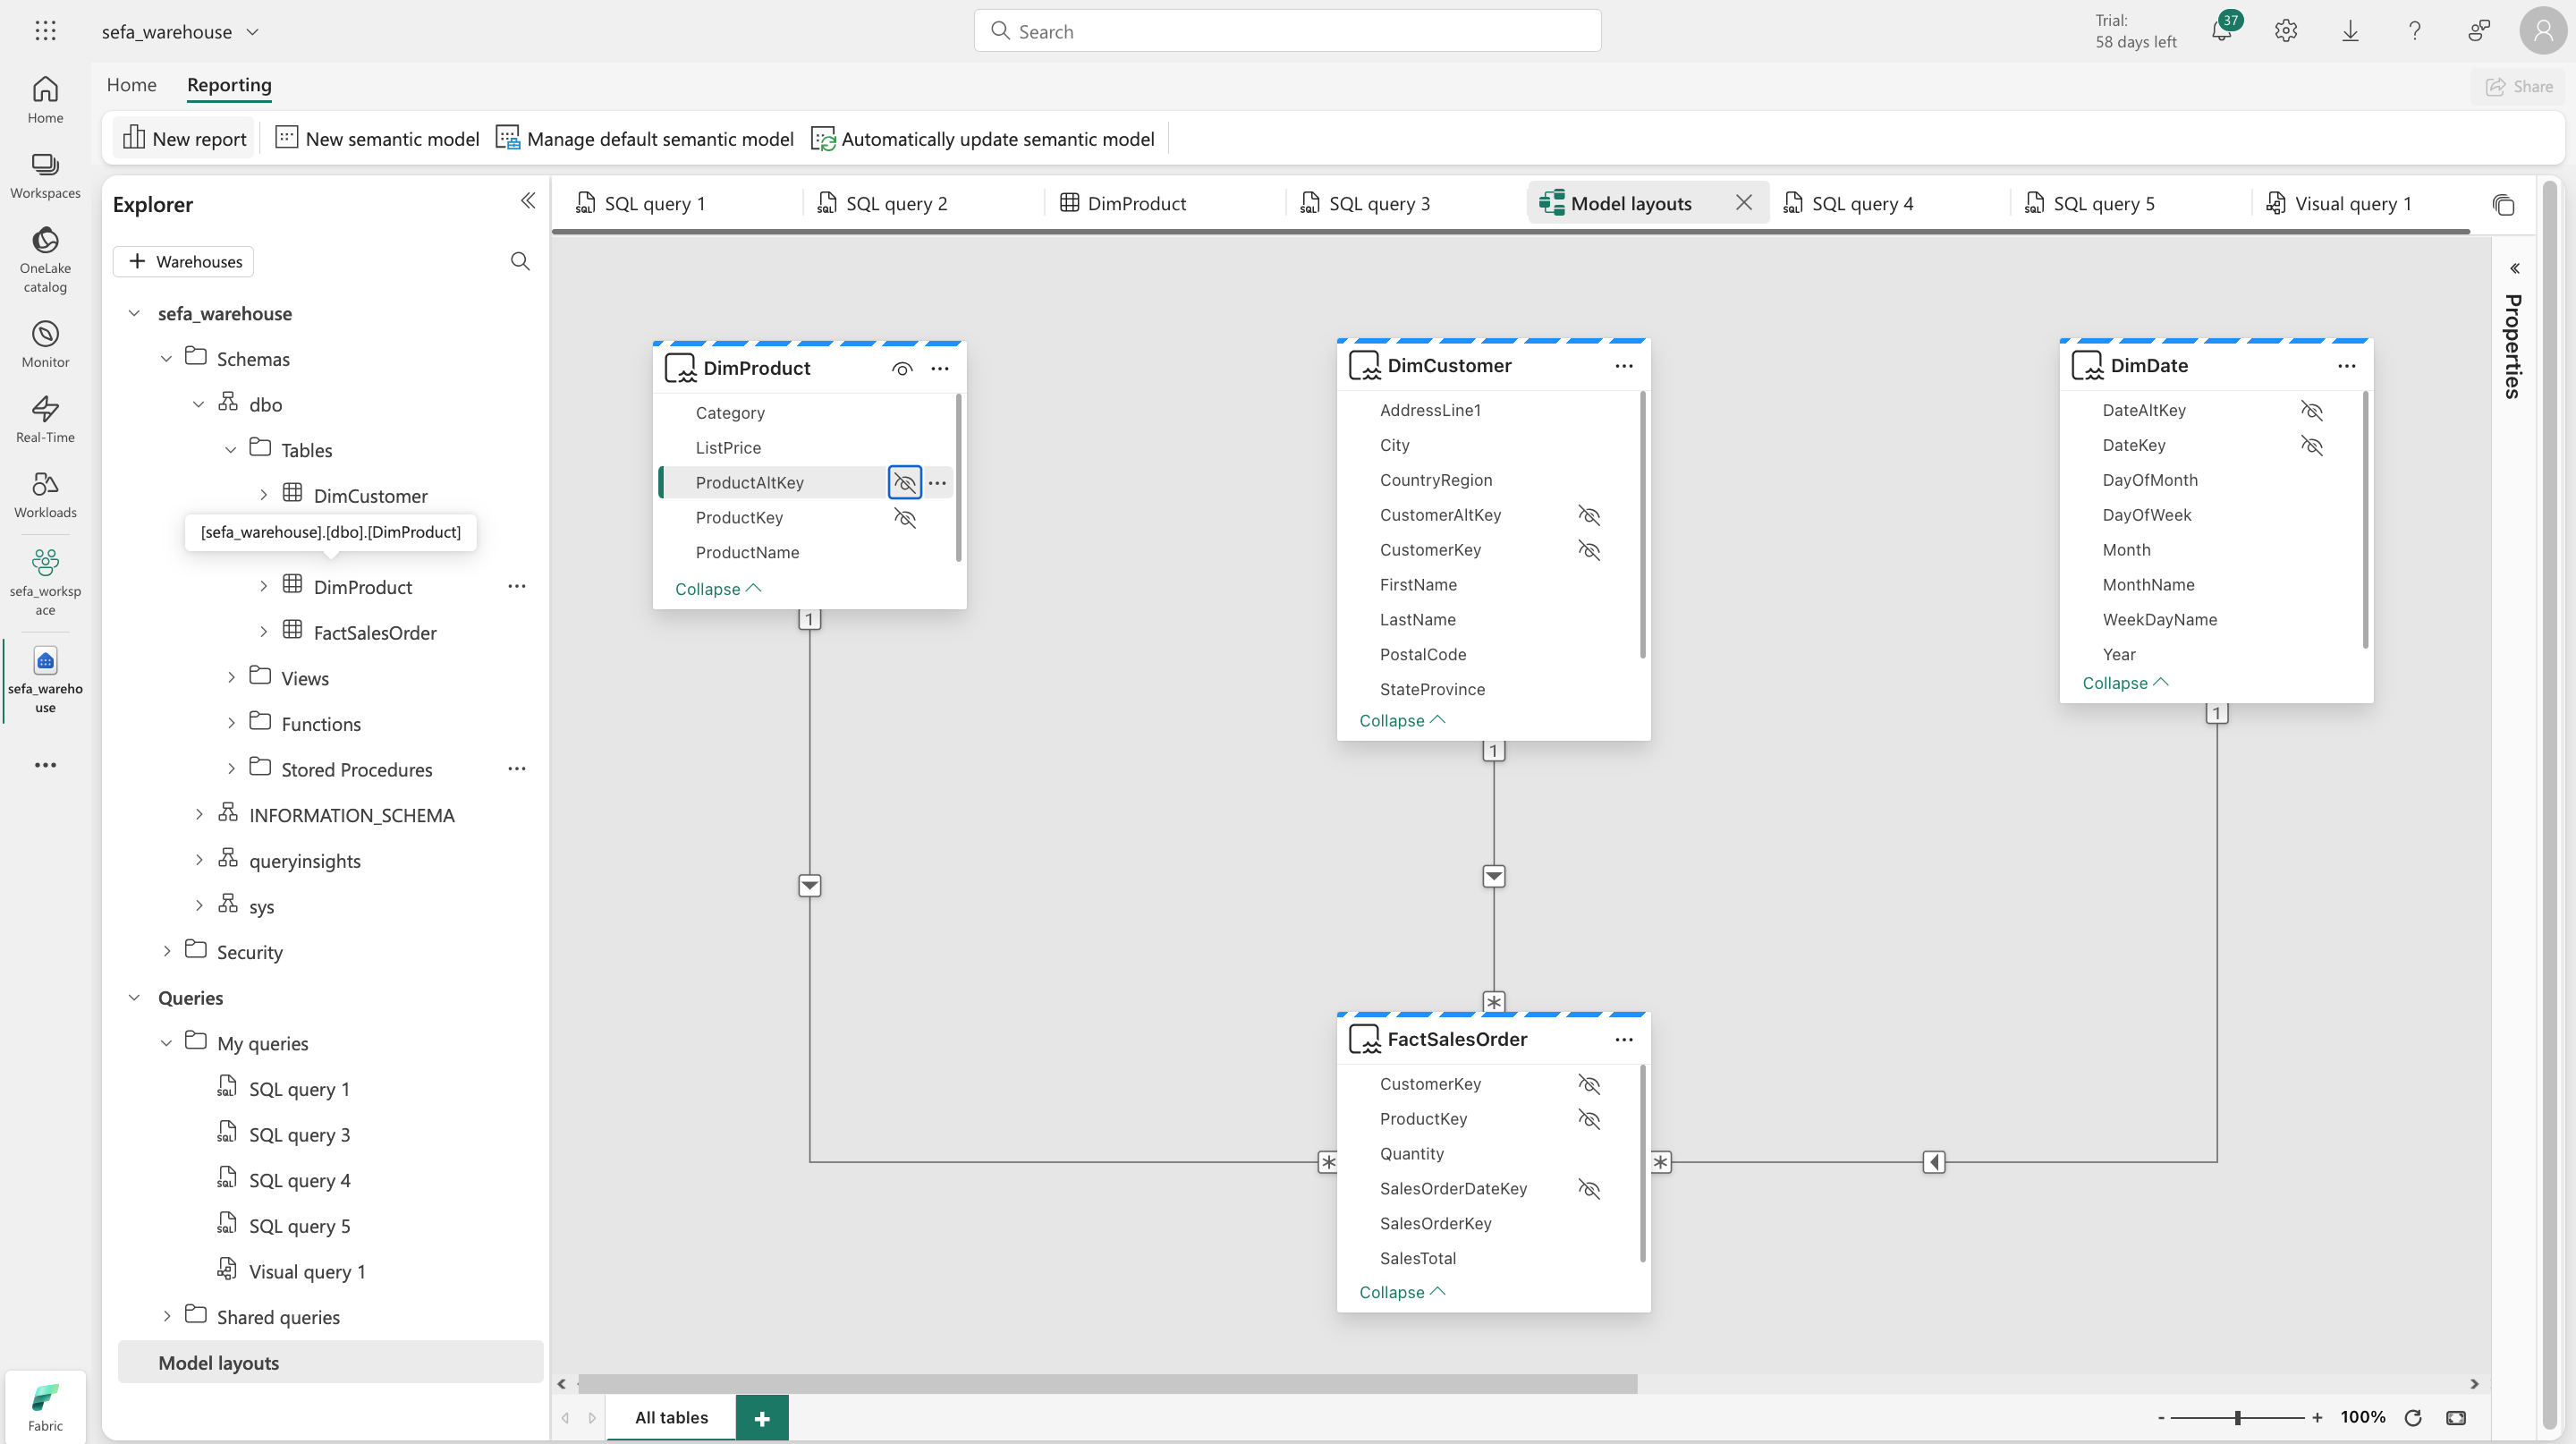 sefa_warehouse
Search
Trial:
58 days left
37
?
Home
Reporting
Share
New report
New semantic model
Manage default semantic model
Automatically update semantic model
Home
Workspaces
OneLake
catalog
Monitor
Real-Time
Workloads
sefa_worksp
ace
sefa_wareho
use
Fabric
Explorer
Warehouses
sefa_warehouse
Schemas
dbo
Tables
DimCustomer
[sefa_warehouse].[dbo].[DimProduct]
DimProduct
FactSalesOrder
Views
Functions
Stored Procedures
INFORMATION_SCHEMA
queryinsights
sys
Security
Queries
My queries
SQL query 1
SQL query 3
SQL query 4
SQL query 5
Visual query 1
Shared queries
Model layouts
SQL query 1
SQL query 2
DimProduct
SQL query 3
Model layouts
SQL query 4
SQL query 5
Visual query 1
DimProduct
Category
ListPrice
ProductAltKey
ProductKey
ProductName
Collapse
1
DimCustomer
AddressLine1
City
CountryRegion
CustomerAltKey
CustomerKey
FirstName
LastName
PostalCode
StateProvince
Collapse
1
DimDate
DateAltKey
DateKey
DayOfMonth
DayOfWeek
Month
MonthName
WeekDayName
Year
Collapse
1
*
FactSalesOrder
CustomerKey
ProductKey
Quantity
SalesOrderDateKey
SalesOrderKey
SalesTotal
Collapse
*
*
Properties
All tables
+
-
+
100%